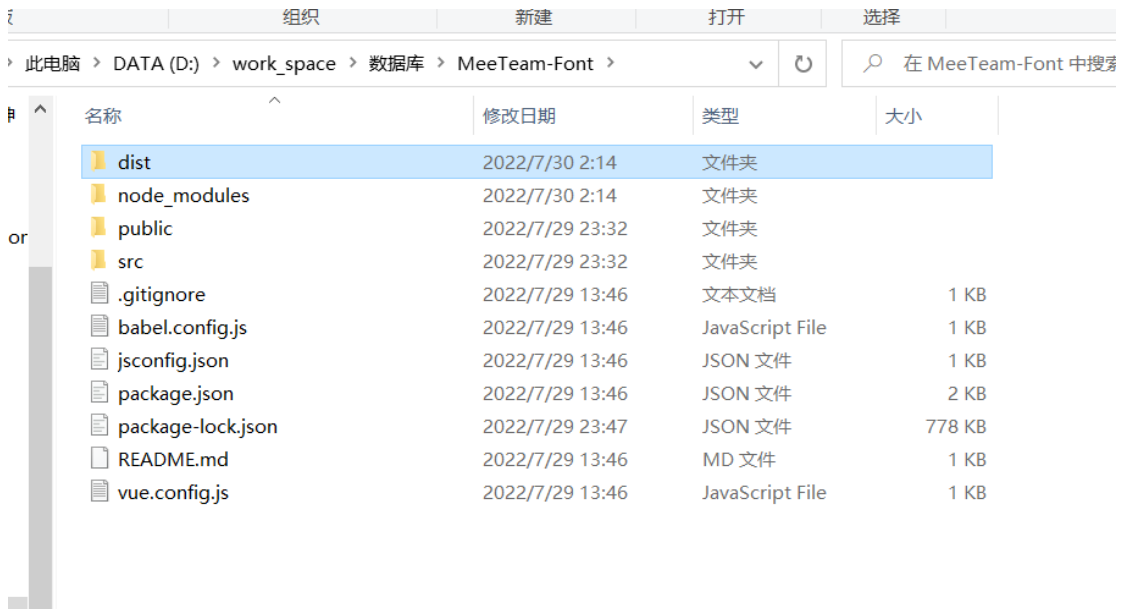 组织 新建 打开 选择
此电脑 > DATA (D:) > work_space > 数据库 > MeeTeam-Font > 在 MeeTeam-Font 中搜索
名称 修改日期 类型 大小
dist 2022/7/30 2:14 文件夹
node_modules 2022/7/30 2:14 文件夹
public 2022/7/29 23:32 文件夹
or
src 2022/7/29 23:32 文件夹
.gitignore 2022/7/29 13:46 文本文档 1 KB
babel.config.js 2022/7/29 13:46 JavaScript File 1 KB
jsconfig.json 2022/7/29 13:46 JSON 文件 1 KB
package.json 2022/7/29 13:46 JSON 文件 2 KB
package-lock.json 2022/7/29 23:47 JSON 文件 778 KB
README.md 2022/7/29 13:46 MD 文件 1 KB
vue.config.js 2022/7/29 13:46 JavaScript File 1 KB